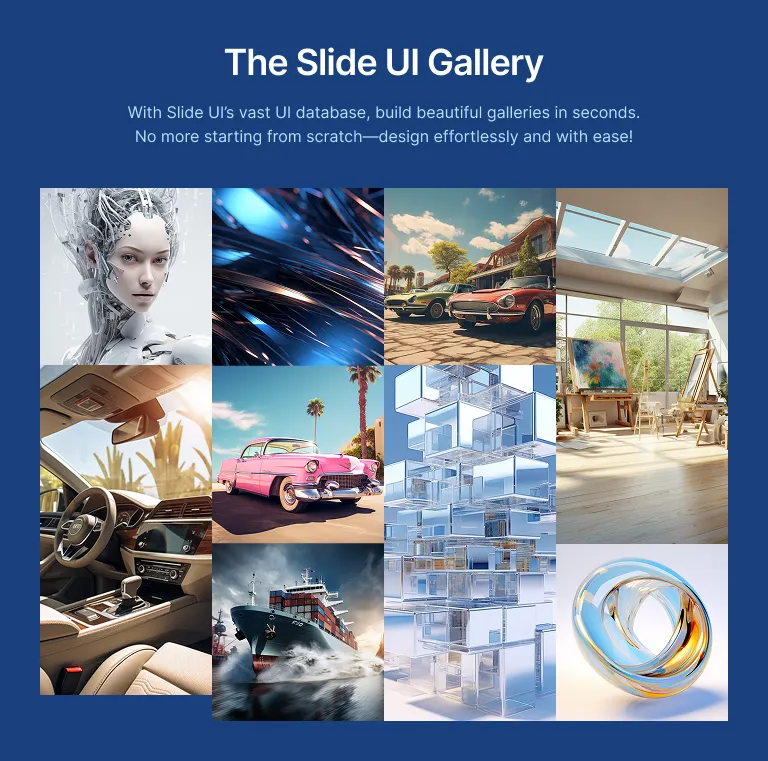 The Slide UI Gallery
With Slide UI's vast UI database, build beautiful galleries in seconds.
No more starting from scratch—design effortlessly and with ease!